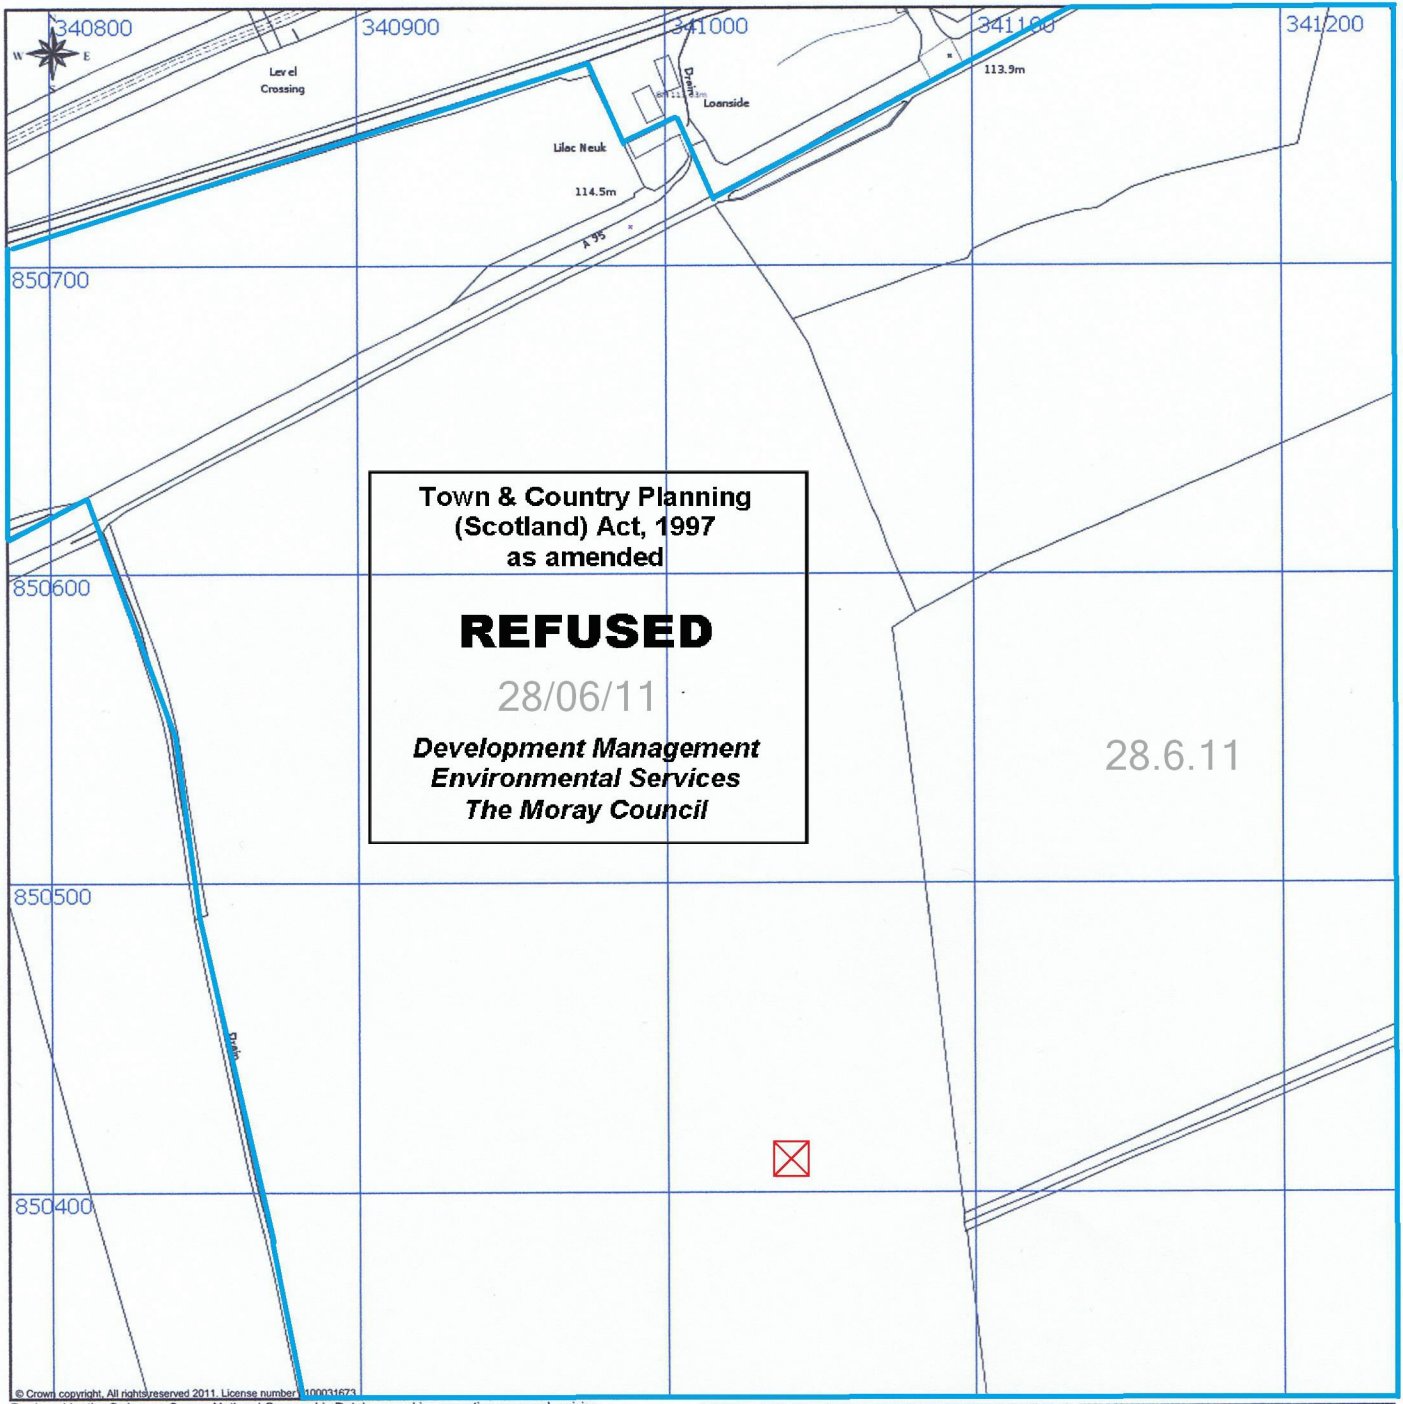 340800
340900
341000
341100
341200
N
W E
S
Level
Crossing
Drain
Loanside
113.9m
Lilac Neuk
114.5m
A 95
850700
Town & Country Planning
(Scotland) Act, 1997
as amended
850600
REFUSED
28/06/11
28.6.11
Development Management
Environmental Services
The Moray Council
850500
Drain
850400
© Crown copyright, All rights reserved 2011. License number 100031673